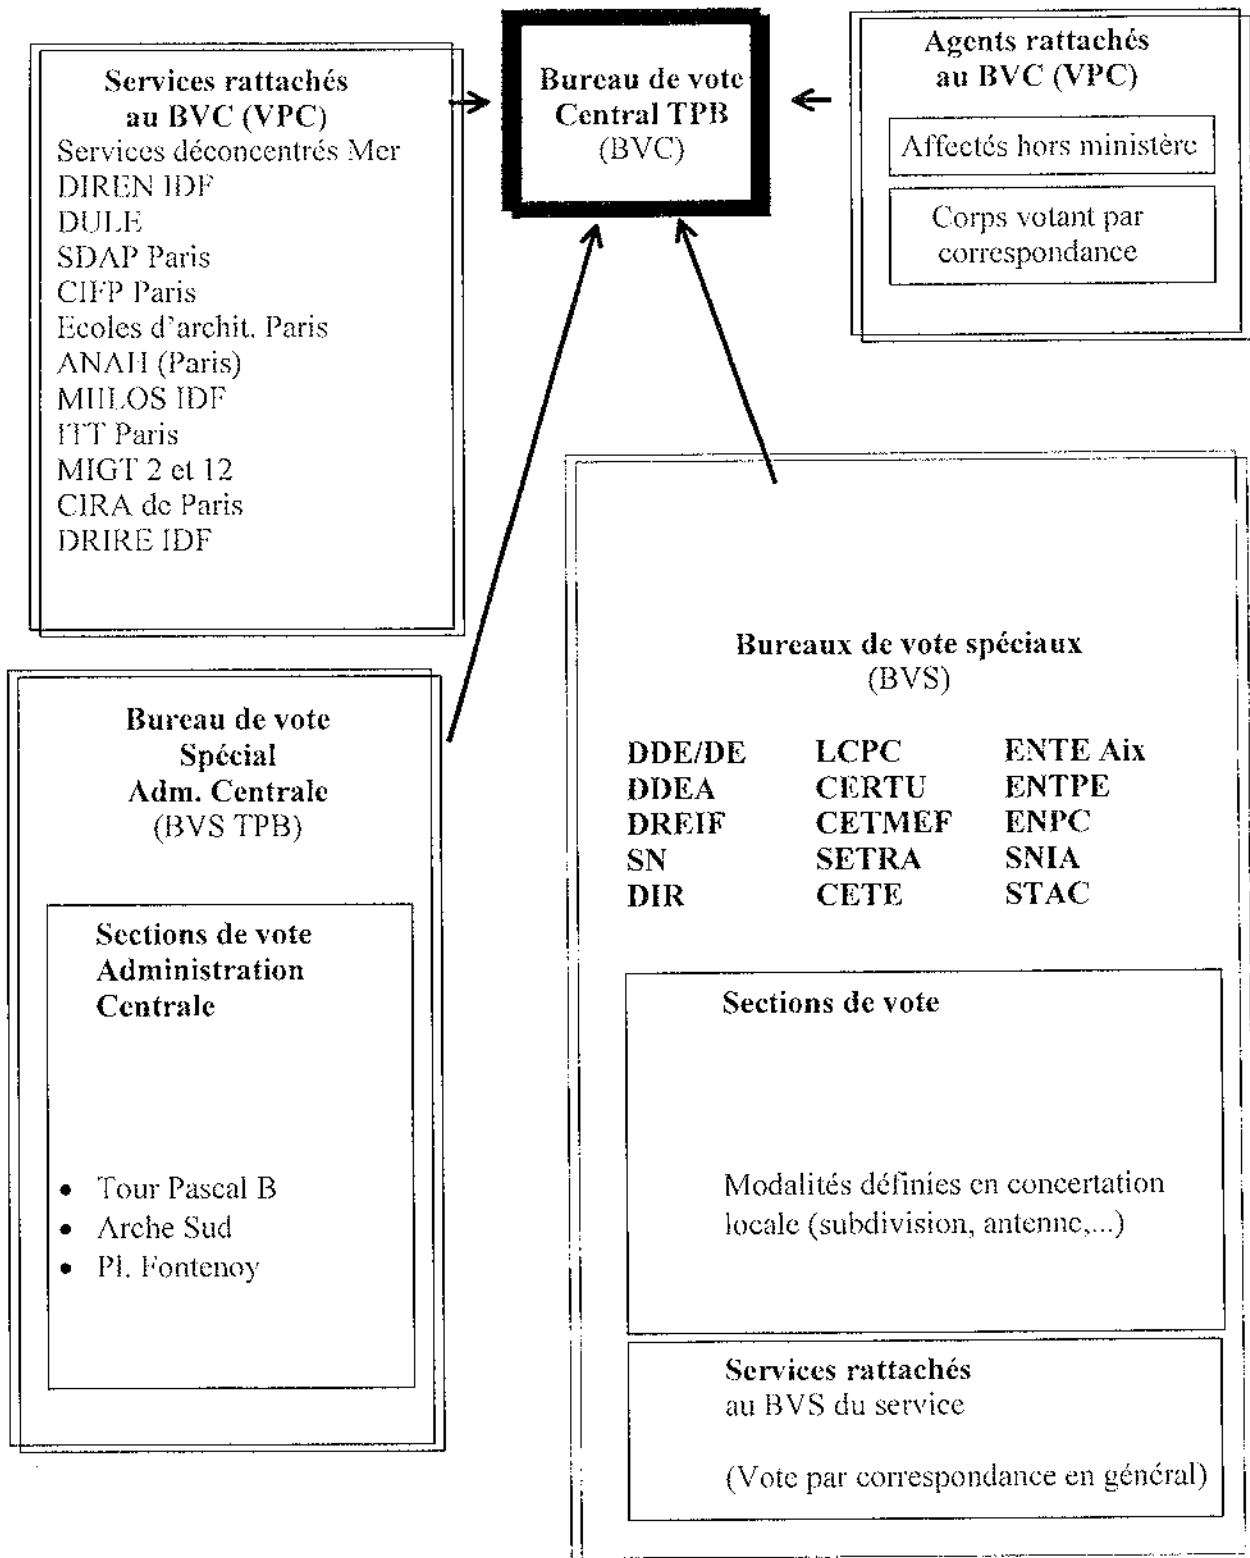 Services rattachés
au BVC (VPC)
Services déconcentrés Mer
DIREN IDF
DULE
SDAP Paris
CIFP Paris
Ecoles d'archit. Paris
ANAH (Paris)
MIILOS IDF
ITT Paris
MIGT 2 et 12
CIRA de Paris
DRIRE IDF
Bureau de vote
Central TPB
(BVC)
Agents rattachés
au BVC (VPC)
Affectés hors ministère
Corps votant par
correspondance
Bureau de vote
Spécial
Adm. Centrale
(BVS TPB)
Sections de vote
Administration
Centrale
• Tour Pascal B
• Arche Sud
• Pl. Fontenoy
Bureaux de vote spéciaux
(BVS)
DDE/DE LCPC ENTE Aix
DDEA CERTU ENTPE
DREIF CETMEF ENPC
SN SETRA SNIA
DIR CETE STAC
Sections de vote
Modalités définies en concertation
locale (subdivision, antenne,...)
Services rattachés
au BVS du service
(Vote par correspondance en général)